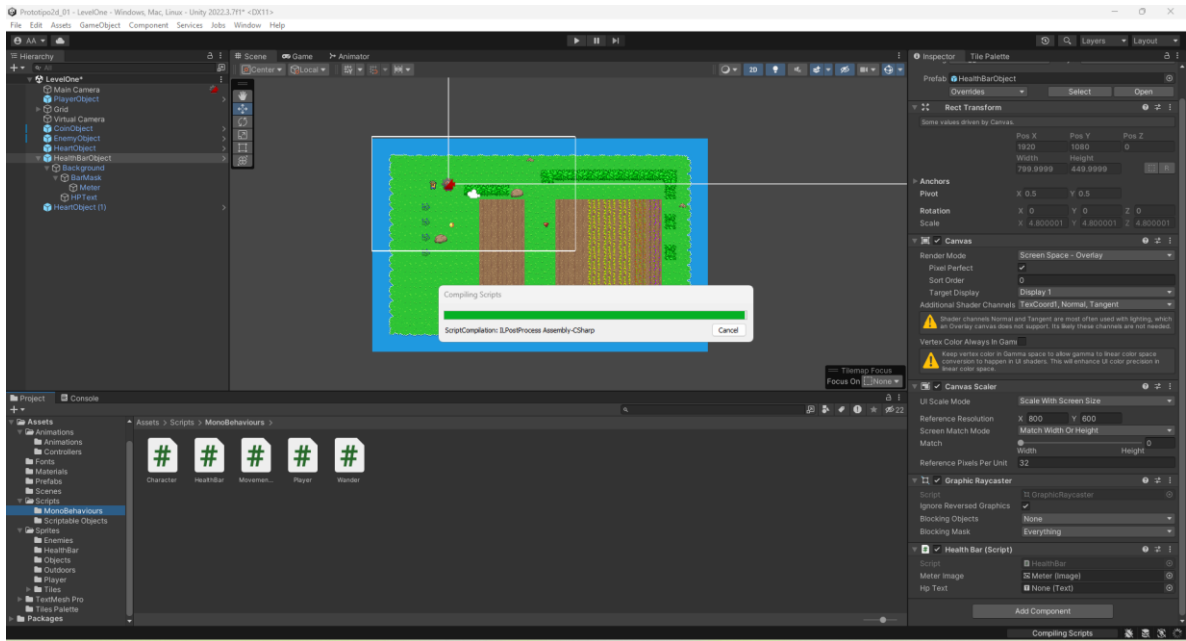 Prototipo2d_01 - LevelOne - Windows, Mac, Linux - Unity 2022.3.7f1* <DX11>
File Edit Assets GameObject Component Services Jobs Window Help
AA
Layers
Layout
Hierarchy
Scene
Game
Animator
Inspector
Tile Palette
All
Center
Local
2D
LevelOne*
Main Camera
PlayerObject
Grid
Virtual Camera
CoinObject
EnemyObject
HeartObject
HealthBarObject
Background
BarMask
Meter
HPText
HeartObject (1)
Compiling Scripts
ScriptCompilation: ILPostProcess Assembly-CSharp
Cancel
Tilemap Focus
Focus On None
Prefab HealthBarObject
Overrides Select Open
Rect Transform
Some values driven by Canvas.
Pos X Pos Y Pos Z
1920 1080 0
Width Height
799.9999 449.9999
Anchors
Pivot X 0.5 Y 0.5
Rotation X 0 Y 0 Z 0
Scale X 4.800001 Y 4.800001 Z 4.800001
Canvas
Render Mode Screen Space - Overlay
Pixel Perfect
Sort Order 0
Target Display Display 1
Additional Shader Channels TexCoord1, Normal, Tangent
Shader channels Normal and Tangent are most often used with lighting, which
an Overlay canvas does not support. Its likely these channels are not needed.
Vertex Color Always In Gam
Keep vertex color in Gamma space to allow gamma to linear color space
conversion to happen in UI shaders. This will enhance UI color precision in
linear color space.
Canvas Scaler
UI Scale Mode Scale With Screen Size
Reference Resolution X 800 Y 600
Screen Match Mode Match Width Or Height
Match 0
Width Height
Reference Pixels Per Unit 32
Graphic Raycaster
Script GraphicRaycaster
Ignore Reversed Graphics
Blocking Objects None
Blocking Mask Everything
Health Bar (Script)
Script HealthBar
Meter Image Meter (Image)
Hp Text None (Text)
Add Component
Project
Console
22
Assets
Animations
Animations
Controllers
Fonts
Materials
Prefabs
Scenes
Scripts
MonoBehaviours
Scriptable Objects
Sprites
Enemies
HealthBar
Objects
Outdoors
Player
Tiles
TextMesh Pro
Tiles Palette
Packages
Assets > Scripts > MonoBehaviours >
Character HealthBar Movemen... Player Wander
Compiling Scripts